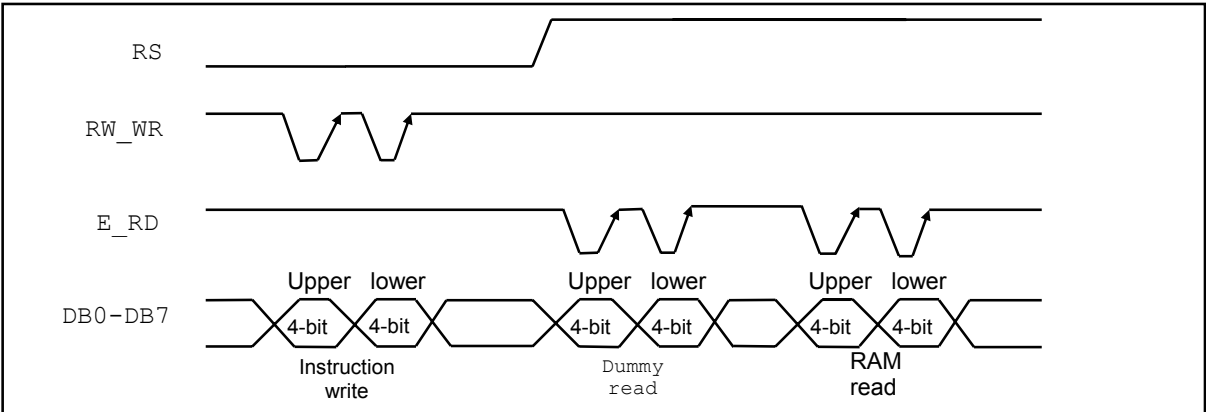 RS
RW_WR
E_RD
Upper lower Upper lower Upper lower
DB0-DB7 4-bit 4-bit 4-bit 4-bit 4-bit 4-bit
Instruction Dummy RAM
write read read